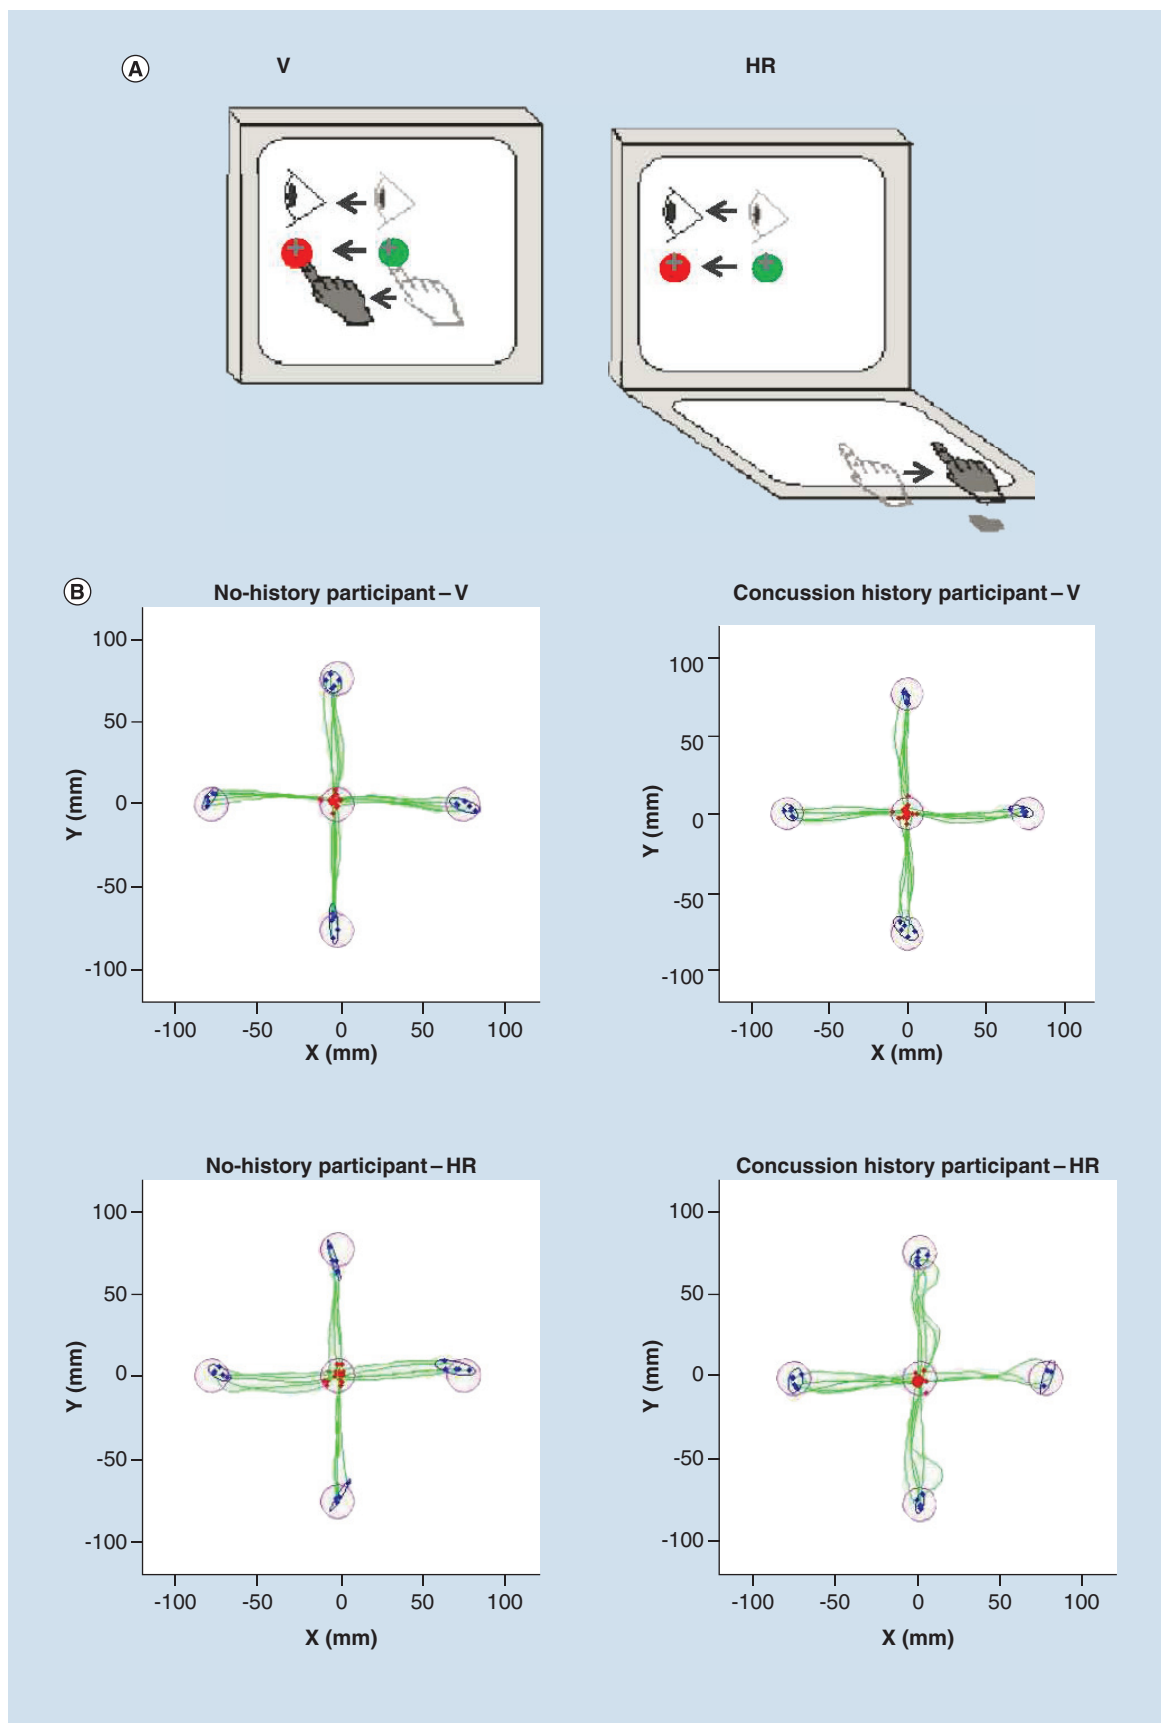 A
V
HR
B
No-history participant – V
100
50
0
-50
-100
Y (mm)
-100 -50 0 50 100
X (mm)
Concussion history participant – V
100
50
0
-50
-100
Y (mm)
-100 -50 0 50 100
X (mm)
No-history participant – HR
100
50
0
-50
-100
Y (mm)
-100 -50 0 50 100
X (mm)
Concussion history participant – HR
100
50
0
-50
-100
Y (mm)
-100 -50 0 50 100
X (mm)